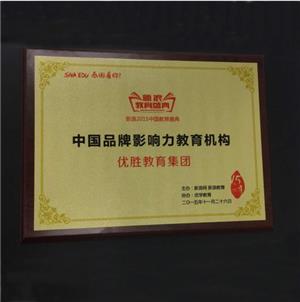 sina EDU
教育盛典
新浪2015中国教育盛典
中国品牌影响力教育机构
优胜教育集团
主办：新浪网 新浪教育
二〇一五年十一月二十六日